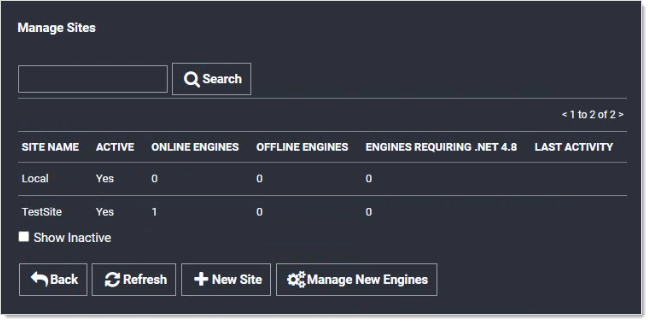 Manage Sites
Search
< 1 to 2 of 2 >
SITE NAME ACTIVE ONLINE ENGINES OFFLINE ENGINES ENGINES REQUIRING .NET 4.8 LAST ACTIVITY
Local Yes 0 0 0
TestSite Yes 1 0 0
Show Inactive
Back Refresh New Site Manage New Engines